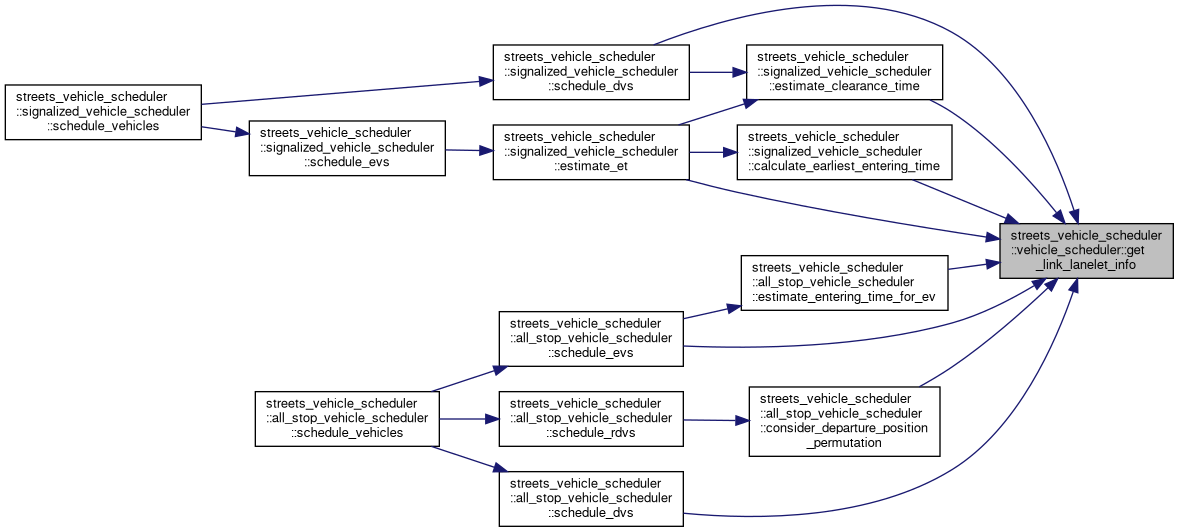 streets_vehicle_scheduler
::signalized_vehicle_scheduler
::schedule_vehicles
streets_vehicle_scheduler
::signalized_vehicle_scheduler
::schedule_evs
streets_vehicle_scheduler
::signalized_vehicle_scheduler
::schedule_dvs
streets_vehicle_scheduler
::signalized_vehicle_scheduler
::estimate_et
streets_vehicle_scheduler
::signalized_vehicle_scheduler
::estimate_clearance_time
streets_vehicle_scheduler
::signalized_vehicle_scheduler
::calculate_earliest_entering_time
streets_vehicle_scheduler
::vehicle_scheduler::get
_link_lanelet_info
streets_vehicle_scheduler
::all_stop_vehicle_scheduler
::estimate_entering_time_for_ev
streets_vehicle_scheduler
::all_stop_vehicle_scheduler
::schedule_evs
streets_vehicle_scheduler
::all_stop_vehicle_scheduler
::schedule_vehicles
streets_vehicle_scheduler
::all_stop_vehicle_scheduler
::schedule_rdvs
streets_vehicle_scheduler
::all_stop_vehicle_scheduler
::consider_departure_position
_permutation
streets_vehicle_scheduler
::all_stop_vehicle_scheduler
::schedule_dvs